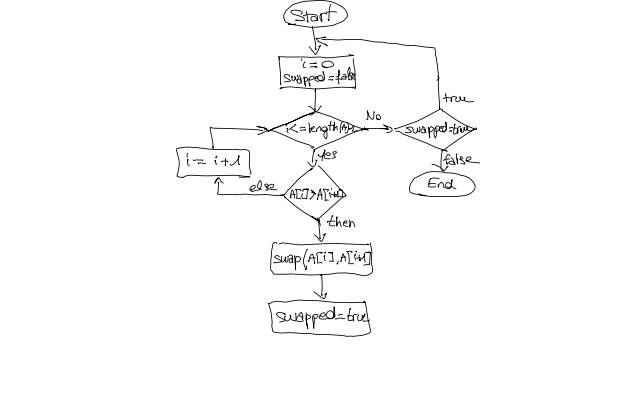 Start
i=0
swapped=false
i<=length(A)
No
swapped=true
true
false
End
yes
i=i+1
else
A[i]>A[i+1]
then
swap(A[i],A[i+1]
swapped=true